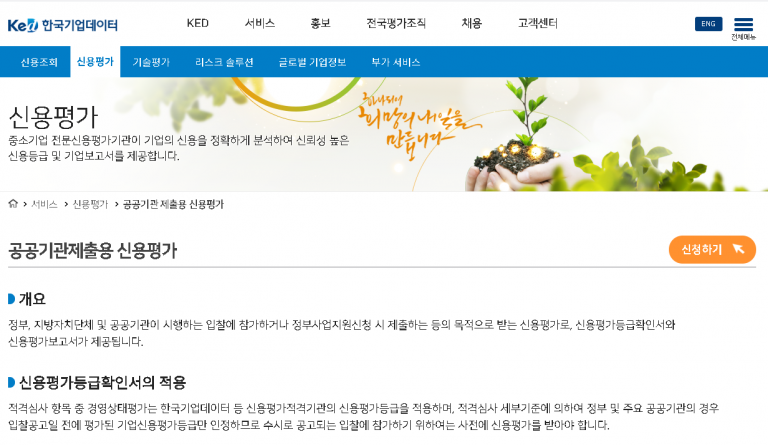 KED 한국기업데이터
KED 서비스 홍보 전국평가조직 채용 고객센터
ENG
전체메뉴
신용조회 신용평가 기술평가 리스크 솔루션 글로벌 기업정보 부가 서비스
신용평가
중소기업 전문신용평가기관이 기업의 신용을 정확하게 분석하여 신뢰성 높은
신용등급 및 기업보고서를 제공합니다.
희망의 내일을
만듭니다
서비스 신용평가 공공기관 제출용 신용평가
공공기관제출용 신용평가
신청하기
개요
정부, 지방자치단체 및 공공기관이 시행하는 입찰에 참가하거나 정부사업지원신청 시 제출하는 등의 목적으로 받는 신용평가로, 신용평가등급확인서와
신용평가보고서가 제공됩니다.
신용평가등급확인서의 적용
적격심사 항목 중 경영상태평가는 한국기업데이터 등 신용평가적격기관의 신용평가등급을 적용하며, 적격심사 세부기준에 의하여 정부 및 주요 공공기관의 경우
입찰공고일 전에 평가된 기업신용평가등급만 인정하므로 수시로 공고되는 입찰에 참가하기 위하여는 사전에 신용평가를 받아야 합니다.